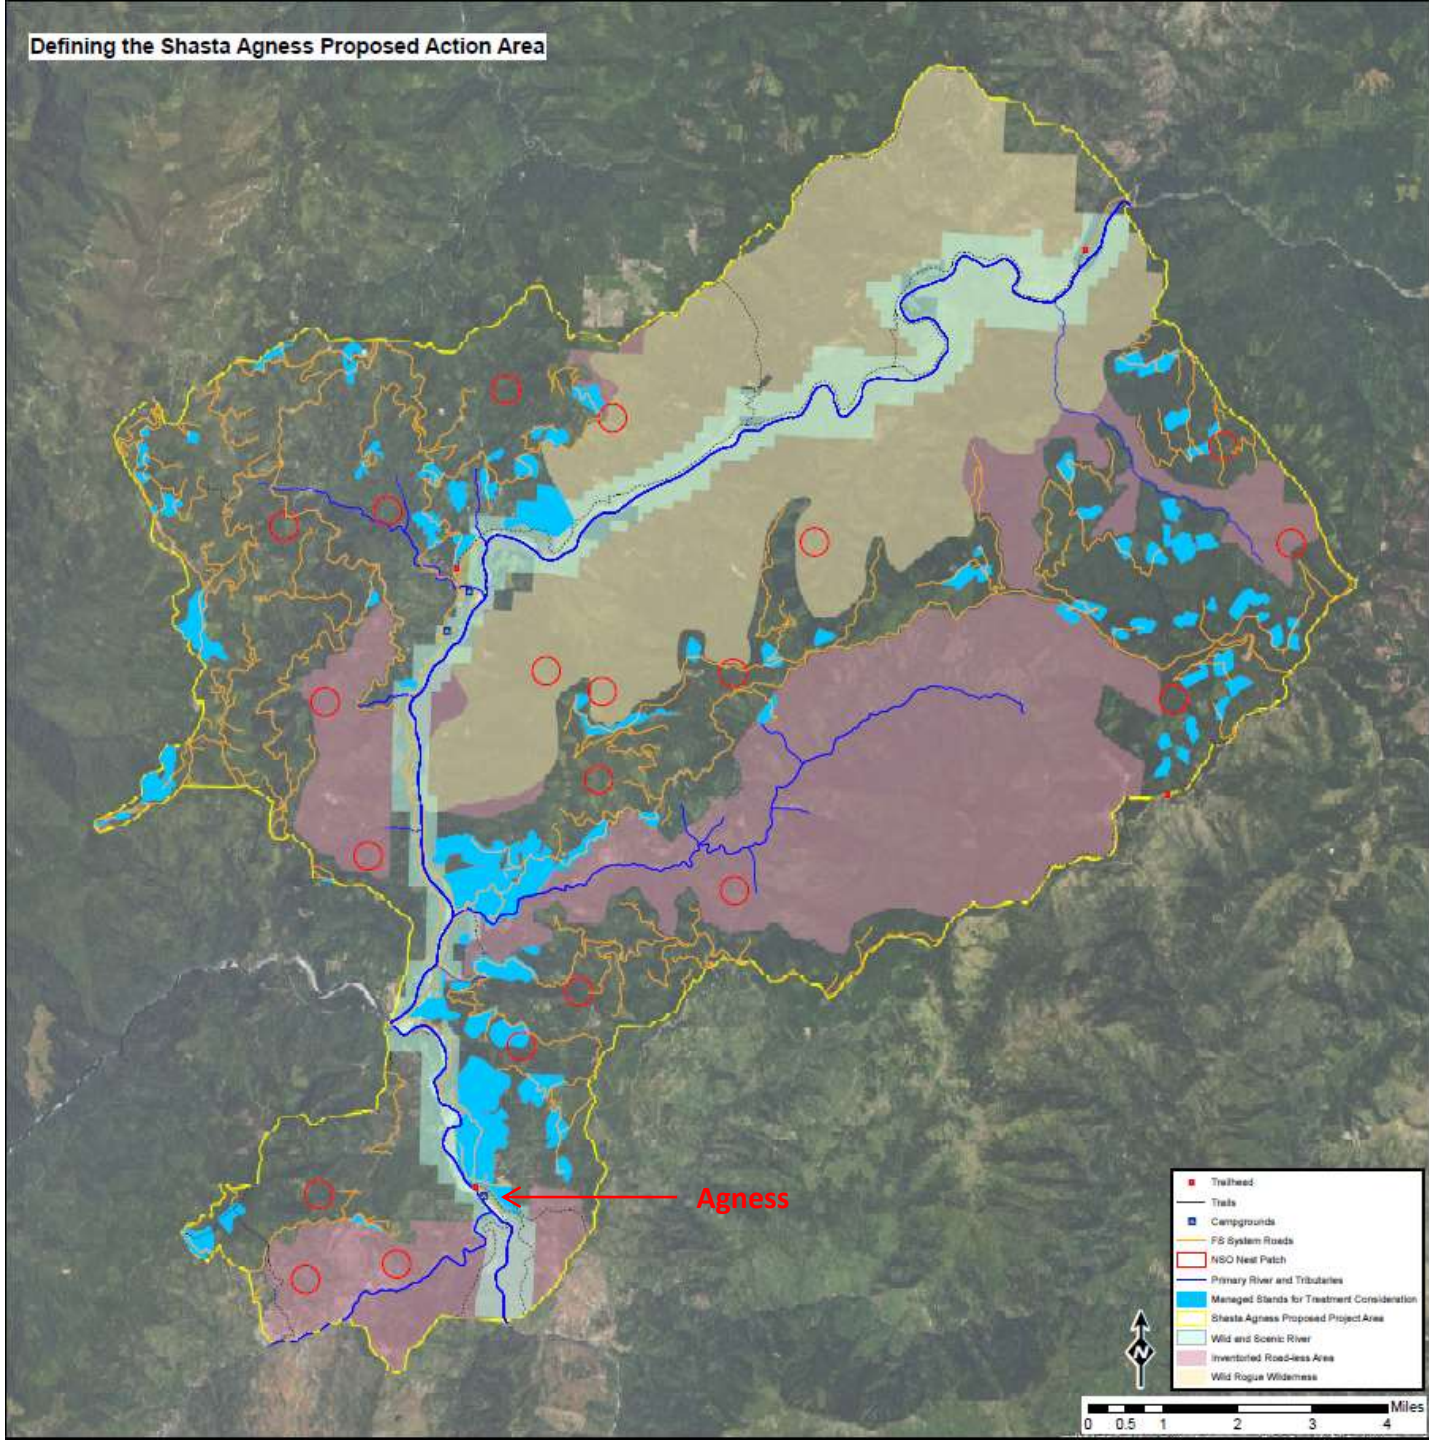 Defining the Shasta Agness Proposed Action Area
Agness
Trailhead
Trails
Campgrounds
FS System Roads
NSO Nest Patch
Primary River and Tributaries
Managed Stands for Treatment Consideration
Shasta Agness Proposed Project Area
Wild and Scenic River
Inventoried Road-less Area
Wild Rogue Wilderness
N
Miles
0 0.5 1 2 3 4